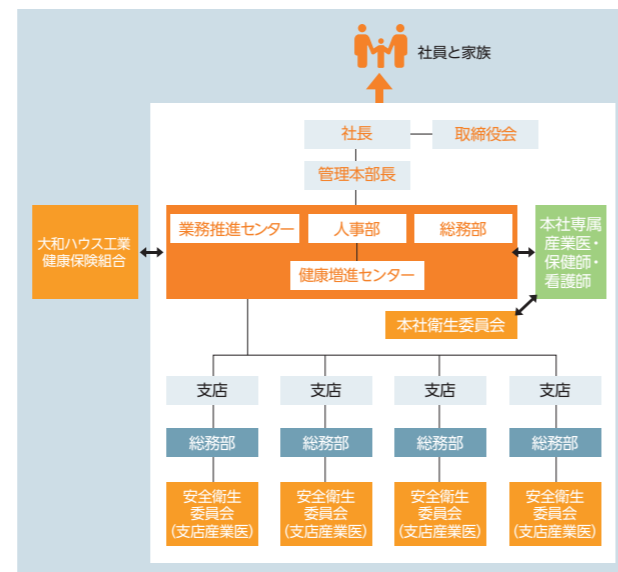 社員と家族
社長
取締役会
管理本部長
業務推進センター
人事部
総務部
健康増進センター
大和ハウス工業
健康保険組合
本社専属
産業医・
保健師・
看護師
本社衛生委員会
支店
支店
支店
支店
総務部
総務部
総務部
総務部
安全衛生
委員会
(支店産業医)
安全衛生
委員会
(支店産業医)
安全衛生
委員会
(支店産業医)
安全衛生
委員会
(支店産業医)